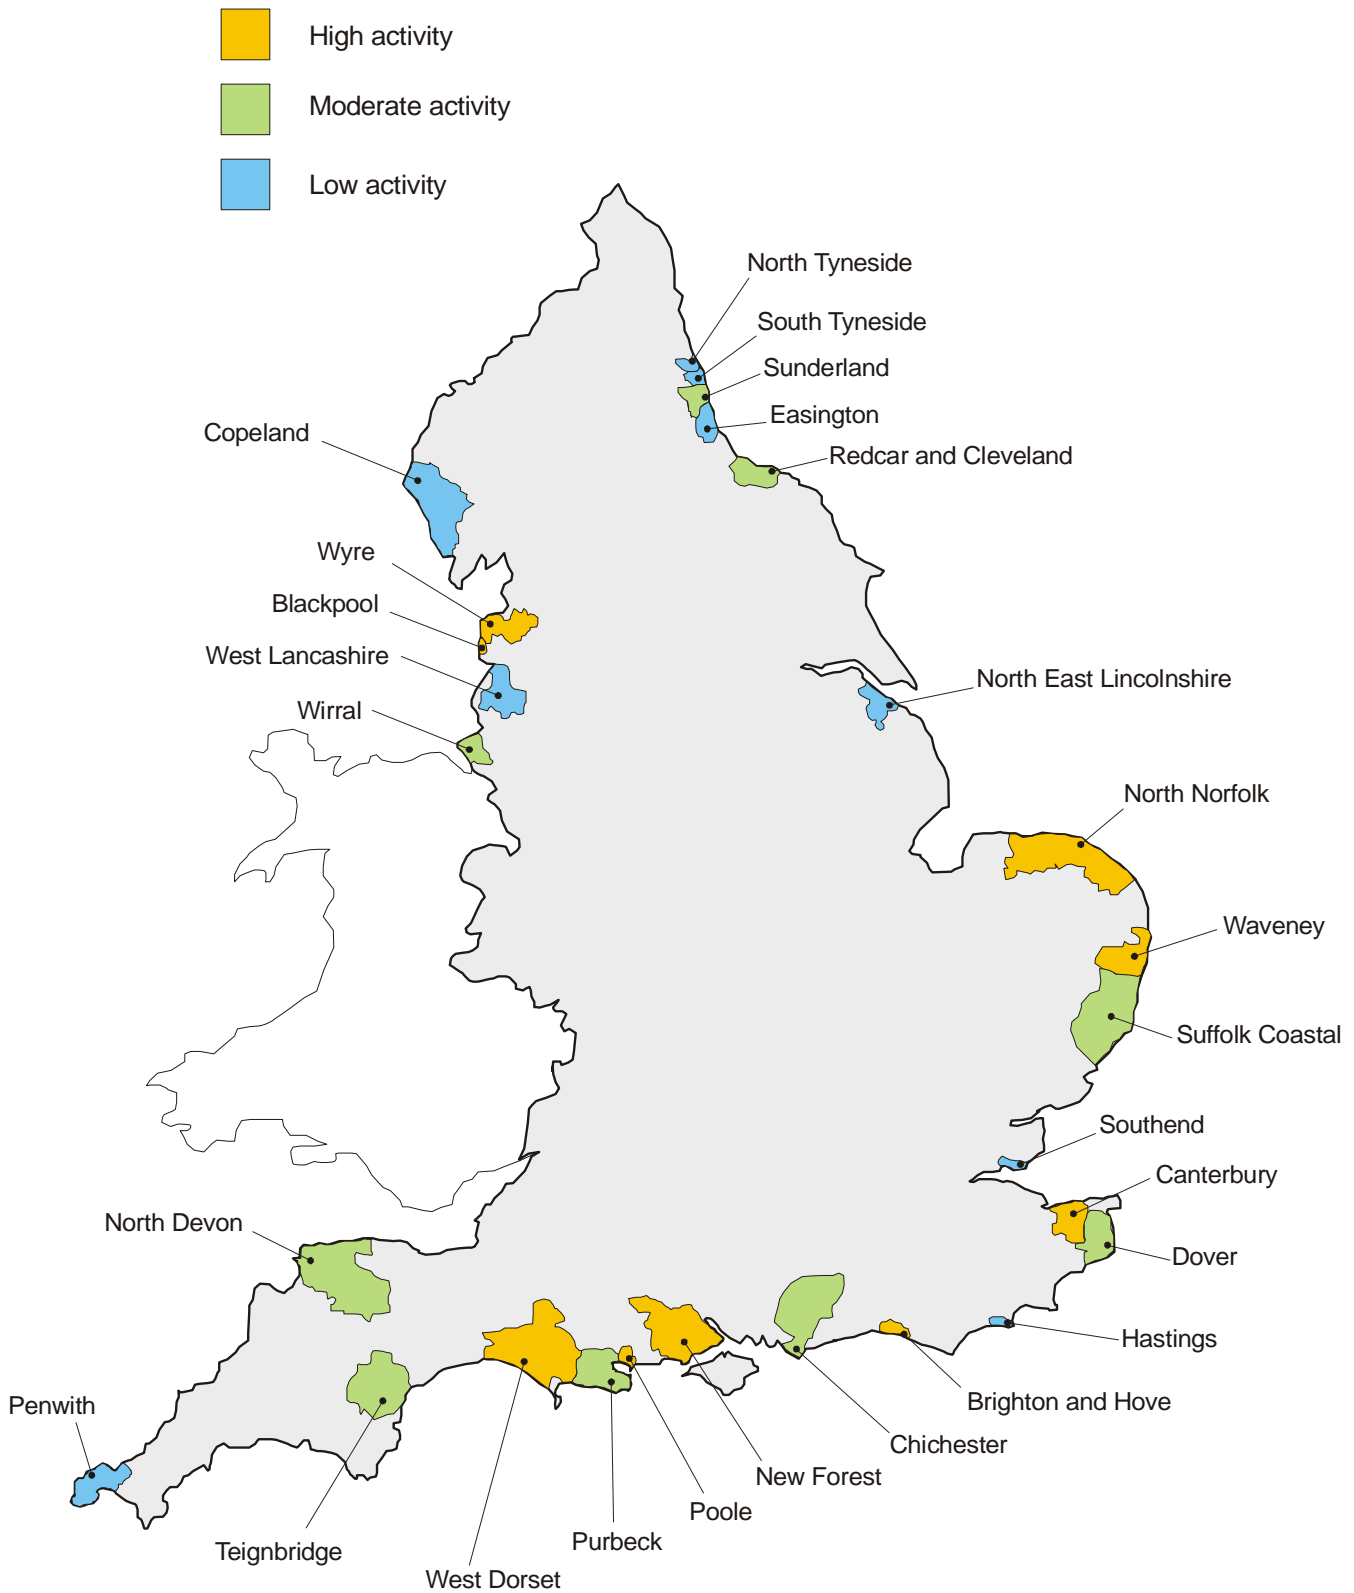 High activity
Moderate activity
Low activity
North Tyneside
South Tyneside
Sunderland
Easington
Copeland
Redcar and Cleveland
Wyre
Blackpool
West Lancashire
North East Lincolnshire
Wirral
North Norfolk
Waveney
Suffolk Coastal
Southend
Canterbury
North Devon
Dover
Hastings
Brighton and Hove
Penwith
Chichester
New Forest
Poole
Purbeck
Teignbridge
West Dorset